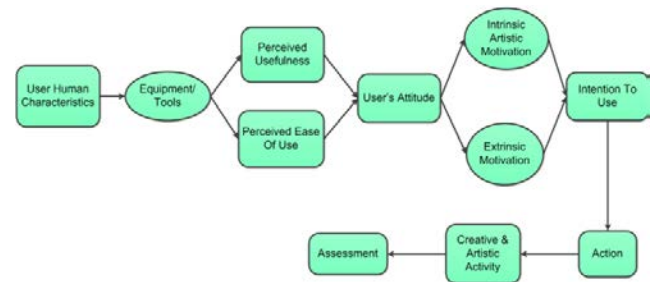 User Human
Characteristics
Equipment/
Tools
Perceived
Usefulness
Perceived Ease
Of Use
User's Attitude
Intrinsic
Artistic
Motivation
Extrinsic
Motivation
Intention To
Use
Action
Creative &
Artistic
Activity
Assessment